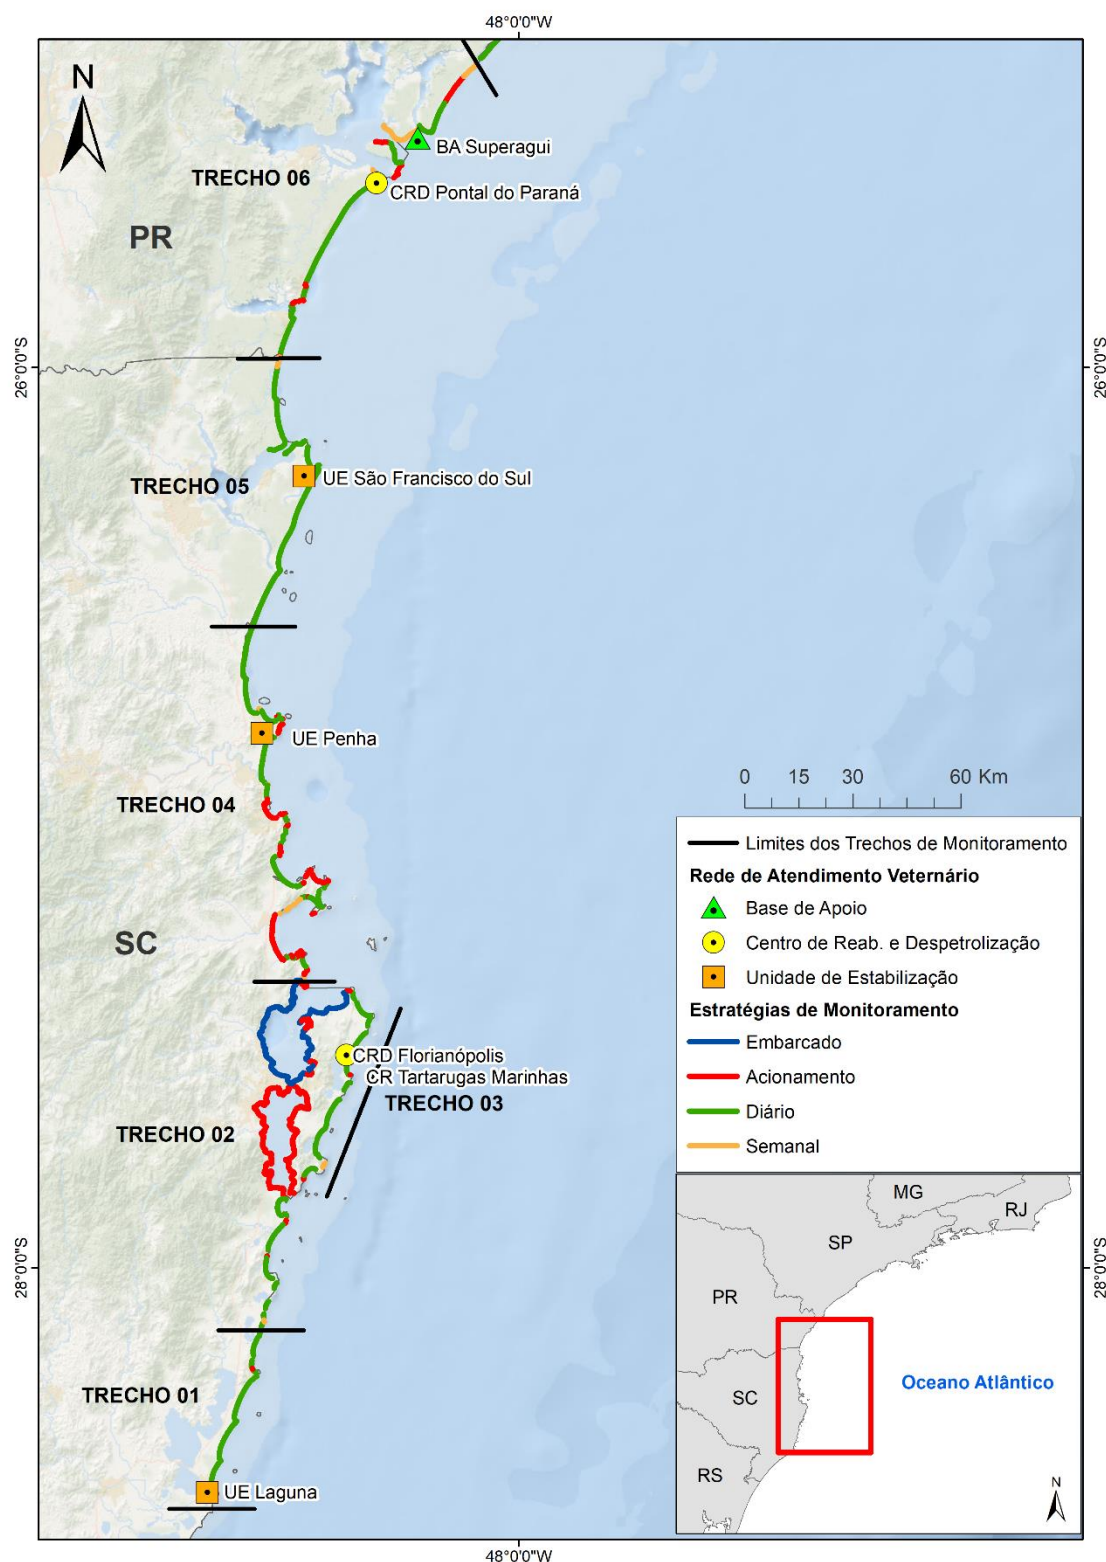 48°0'0"W
N
BA Superagui
TRECHO 06
CRD Pontal do Paraná
PR
26°0'0"S
26°0'0"S
TRECHO 05
UE São Francisco do Sul
UE Penha
TRECHO 04
0 15 30 60 Km
Limites dos Trechos de Monitoramento
Rede de Atendimento Veternário
Base de Apoio
Centro de Reab. e Despetrolização
Unidade de Estabilização
Estratégias de Monitoramento
Embarcado
Acionamento
Diário
Semanal
SC
CRD Florianópolis
CR Tartarugas Marinhas
TRECHO 03
TRECHO 02
28°0'0"S
28°0'0"S
TRECHO 01
UE Laguna
MG
RJ
SP
PR
SC
Oceano Atlântico
RS
N
48°0'0"W